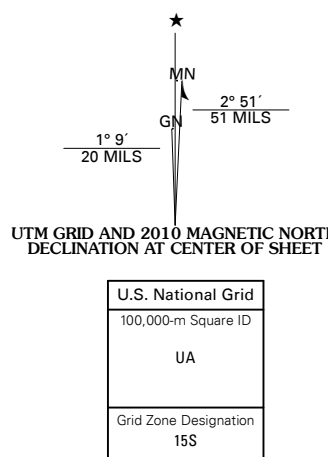 MN
GN
2° 51´
51 MILS
1° 9´
20 MILS
UTM GRID AND 2010 MAGNETIC NORTH
DECLINATION AT CENTER OF SHEET
U.S. National Grid
100,000-m Square ID
UA
Grid Zone Designation
15S